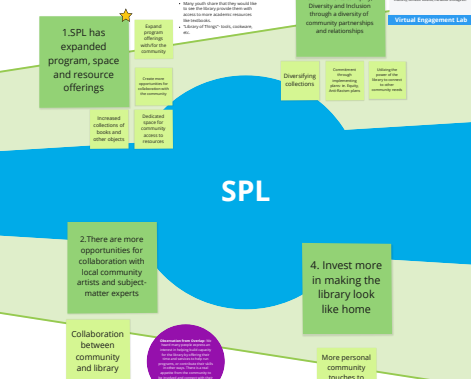 • Many youth share that they would like
to see the library provide them with
access to more academic resources
like textbooks.
• "Library of Things"- tools, cookware,
etc.
Diversity and Inclusion
through a diversity of
community partnerships
and relationships
Virtual Engagement Lab
1.SPL has
expanded
program, space
and resource
offerings
Expand
program
offerings
with/for the
community
Create more
opportunities for
collaboration with
the community
Increased
collections of
books and
other objects
Dedicated
space for
community
access to
resources
Diversifying
collections
Commitment
through
implementing
plans ie. Equity,
Anti-Racism plans
Utilizing the
power of the
library to connect
to other
community needs
SPL
2.There are more
opportunities for
collaboration with
local community
artists and subject-
matter experts
4. Invest more
in making the
library look
like home
Collaboration
between
community
and library
Observation from Overlap: We
More personal
community
touches to